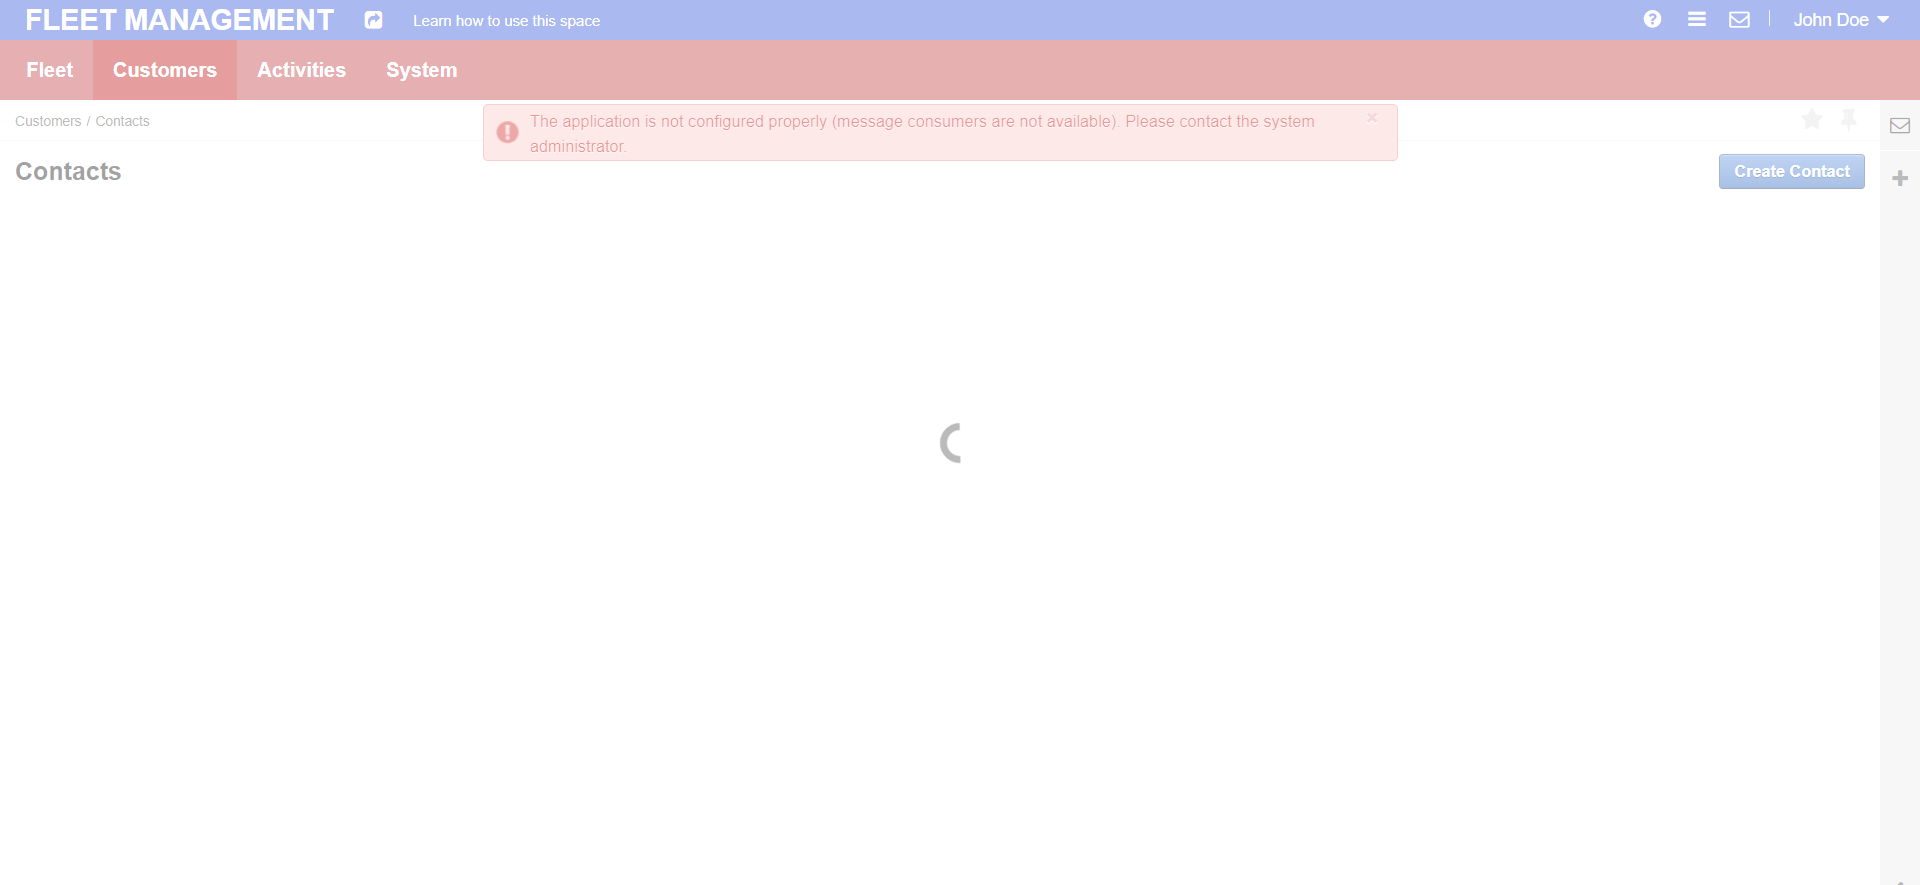 FLEET MANAGEMENT
Learn how to use this space
John Doe
Fleet
Customers
Activities
System
Customers / Contacts
The application is not configured properly (message consumers are not available). Please contact the system
administrator.
×
Contacts
Create Contact